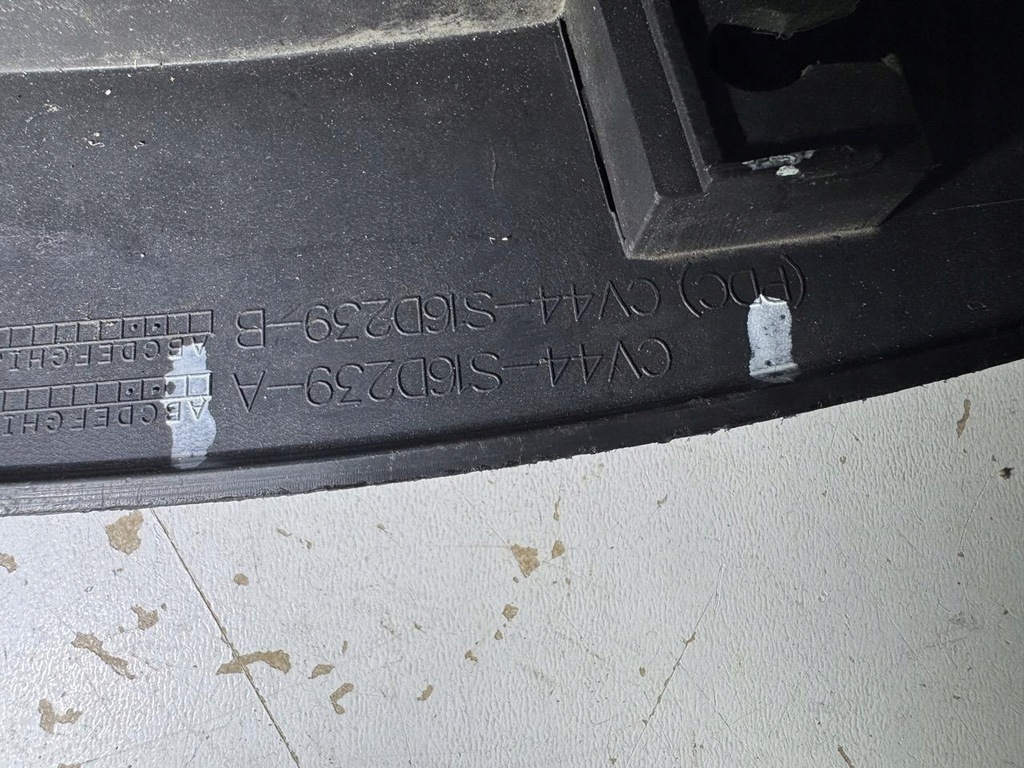 CV44-S16D239-A ABCDEFGHI
(PDC) CV44-S16D239-B ABCDEFGHI